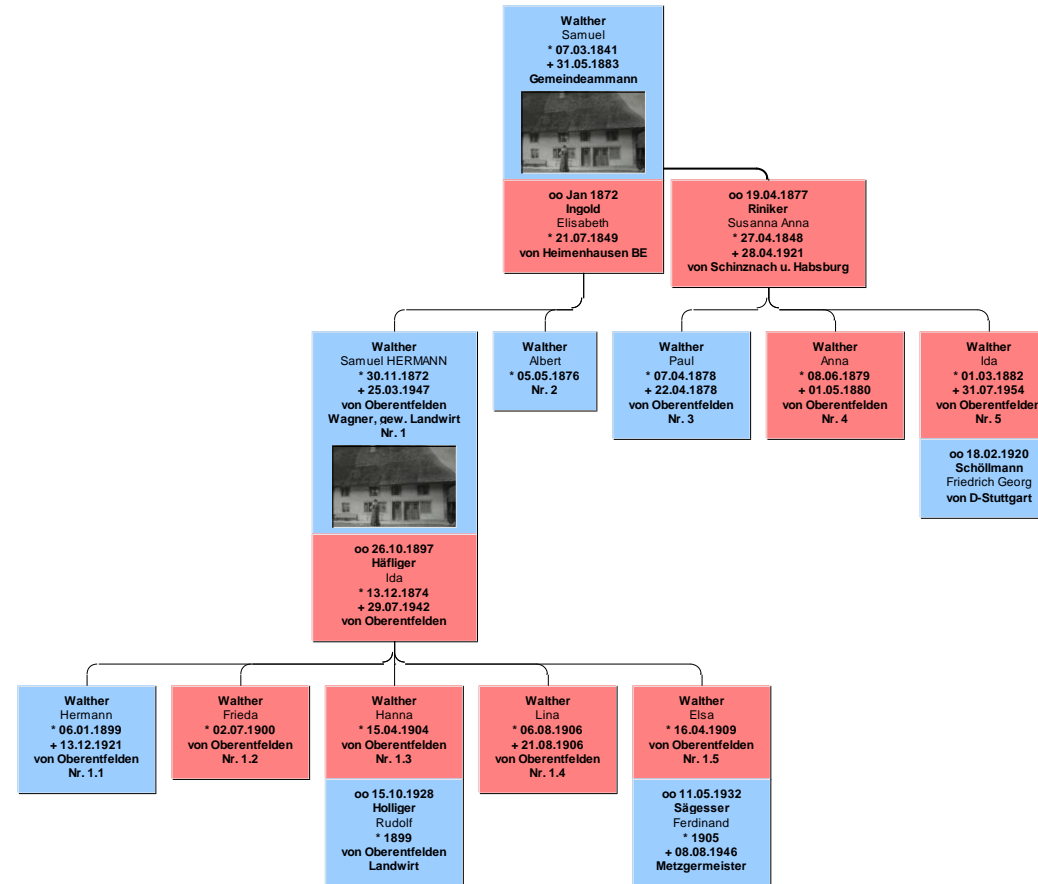 Walther
Samuel
* 07.03.1841
+ 31.05.1883
Gemeindeammann
oo Jan 1872
Ingold
Elisabeth
* 21.07.1849
von Heimenhausen BE
oo 19.04.1877
Riniker
Susanna Anna
* 27.04.1848
+ 28.04.1921
von Schinznach u. Habsburg
Walther
Samuel HERMANN
* 30.11.1872
+ 25.03.1947
von Oberentfelden
Wagner, gew. Landwirt
Nr. 1
oo 26.10.1897
Häfliger
Ida
* 13.12.1874
+ 29.07.1942
von Oberentfelden
Walther
Albert
* 05.05.1876
Nr. 2
Walther
Paul
* 07.04.1878
+ 22.04.1878
von Oberentfelden
Nr. 3
Walther
Anna
* 08.06.1879
+ 01.05.1880
von Oberentfelden
Nr. 4
Walther
Ida
* 01.03.1882
+ 31.07.1954
von Oberentfelden
Nr. 5
oo 18.02.1920
Schöllmann
Friedrich Georg
von D-Stuttgart
Walther
Hermann
* 06.01.1899
+ 13.12.1921
von Oberentfelden
Nr. 1.1
Walther
Frieda
* 02.07.1900
von Oberentfelden
Nr. 1.2
Walther
Hanna
* 15.04.1904
von Oberentfelden
Nr. 1.3
oo 15.10.1928
Holliger
Rudolf
* 1899
von Oberentfelden
Landwirt
Walther
Lina
* 06.08.1906
+ 21.08.1906
von Oberentfelden
Nr. 1.4
Walther
Elsa
* 16.04.1909
von Oberentfelden
Nr. 1.5
oo 11.05.1932
Sägesser
Ferdinand
* 1905
+ 08.08.1946
Metzgermeister